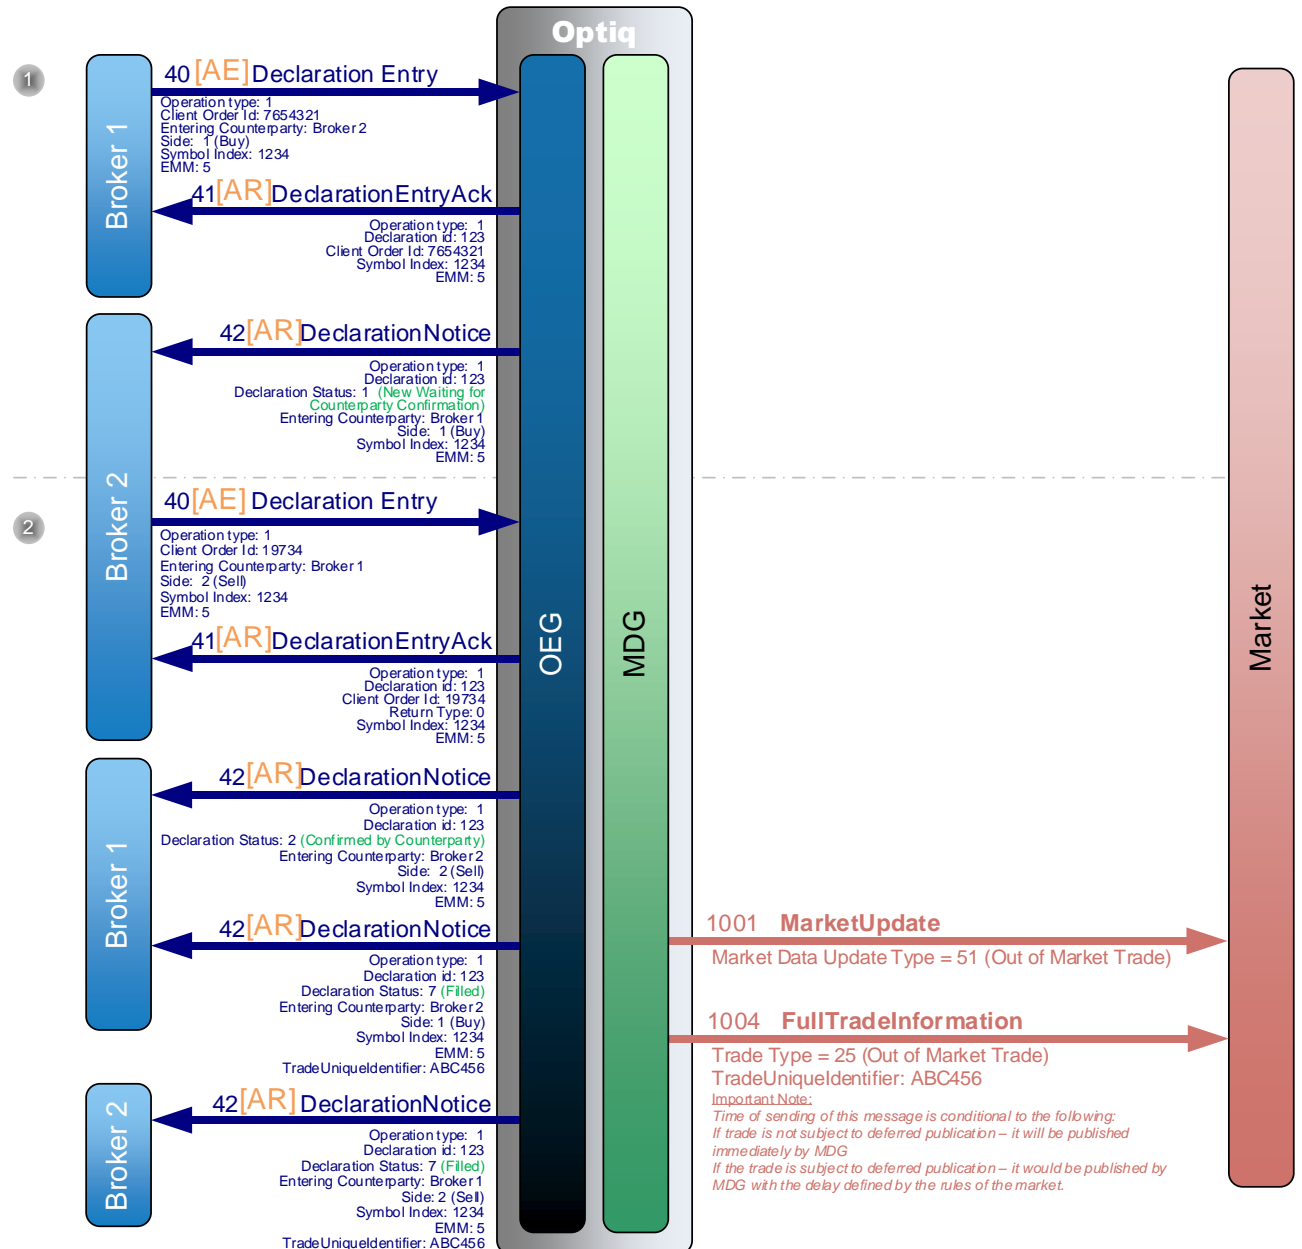 Optiq
1
Broker 1
40 [AE] Declaration Entry
Operation type: 1
Client Order Id: 7654321
Entering Counterparty: Broker 2
Side: 1 (Buy)
Symbol Index: 1234
EMM: 5
41[AR]DeclarationEntryAck
Operation type: 1
Declaration id: 123
Client Order Id: 7654321
Symbol Index: 1234
EMM: 5
Broker 2
42[AR]DeclarationNotice
Operation type: 1
Declaration id: 123
Declaration Status: 1 (New Waiting for
Counterparty Confirmation)
Entering Counterparty: Broker 1
Side: 1 (Buy)
Symbol Index: 1234
EMM: 5
2
40[AE] Declaration Entry
Operation type: 1
Client Order Id: 19734
Entering Counterparty: Broker 1
Side: 2 (Sell)
Symbol Index: 1234
EMM: 5
OEG
MDG
Market
41[AR]DeclarationEntryAck
Operation type: 1
Declaration id: 123
Client Order Id: 19734
Return Type: 0
Symbol Index: 1234
EMM: 5
Broker 1
42[AR]DeclarationNotice
Operation type: 1
Declaration id: 123
Declaration Status: 2 (Confirmed by Counterparty)
Entering Counterparty: Broker 2
Side: 2 (Sell)
Symbol Index: 1234
EMM: 5
42[AR]DeclarationNotice
Operation type: 1
Declaration id: 123
Declaration Status: 7 (Filled)
Entering Counterparty: Broker 2
Side: 1 (Buy)
Symbol Index: 1234
EMM: 5
TradeUniqueIdentifier: ABC456
1001 MarketUpdate
Market Data Update Type = 51 (Out of Market Trade)
1004 FullTradeInformation
Trade Type = 25 (Out of Market Trade)
TradeUniqueIdentifier: ABC456
Important Note:
Time of sending of this message is conditional to the following:
If trade is not subject to deferred publication – it will be published
immediately by MDG
If the trade is subject to deferred publication – it would be published by
MDG with the delay defined by the rules of the market.
Broker 2
42[AR] DeclarationNotice
Operation type: 1
Declaration id: 123
Declaration Status: 7 (Filled)
Entering Counterparty: Broker 1
Side: 2 (Sell)
Symbol Index: 1234
EMM: 5
TradeUniqueIdentifier: ABC456